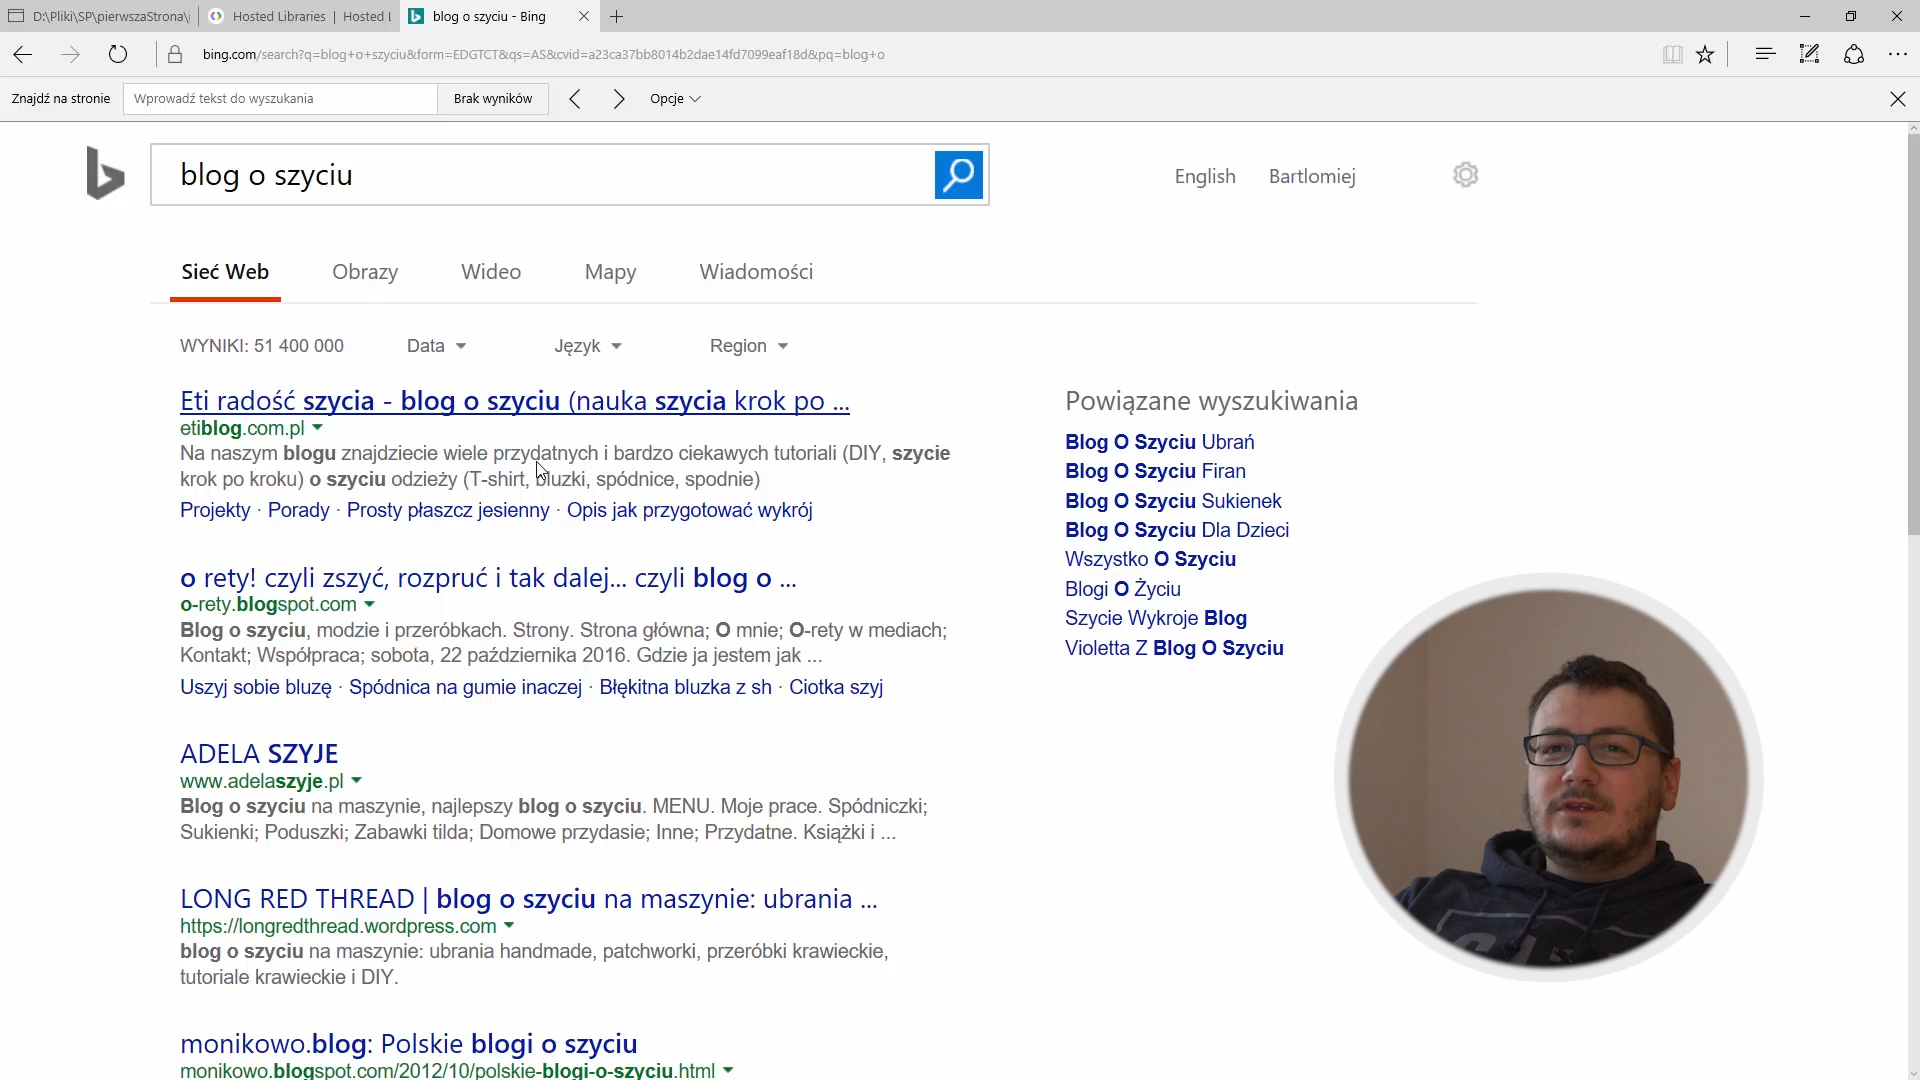 D:\Pliki\SP\pierwszaStrona\i
Hosted Libraries | Hosted L
blog o szyciu - Bing
bing.com/search?q=blog+o+szyciu&form=EDGTCT&qs=AS&cvid=a23ca37bb8014b2dae14fd7099eaf18d&pq=blog+o
Znajdź na stronie
Wprowadź tekst do wyszukania
Brak wyników
Opcje
blog o szyciu
English
Bartlomiej
Sieć Web
Obrazy
Wideo
Mapy
Wiadomości
WYNIKI: 51 400 000
Data
Język
Region
Eti radość szycia - blog o szyciu (nauka szycia krok po ...
etiblog.com.pl
Na naszym blogu znajdziecie wiele przydatnych i bardzo ciekawych tutoriali (DIY, szycie
krok po kroku) o szyciu odzieży (T-shirt, bluzki, spódnice, spodnie)
Projekty · Porady · Prosty płaszcz jesienny · Opis jak przygotować wykrój
o rety! czyli zszyć, rozpruć i tak dalej... czyli blog o ...
o-rety.blogspot.com
Blog o szyciu, modzie i przeróbkach. Strony. Strona główna; O mnie; O-rety w mediach;
Kontakt; Współpraca; sobota, 22 października 2016. Gdzie ja jestem jak ...
Uszyj sobie bluzę · Spódnica na gumie inaczej · Błękitna bluzka z sh · Ciotka szyj
ADELA SZYJE
www.adelaszyje.pl
Blog o szyciu na maszynie, najlepszy blog o szyciu. MENU. Moje prace. Spódniczki;
Sukienki; Poduszki; Zabawki tilda; Domowe przydasie; Inne; Przydatne. Książki i ...
LONG RED THREAD | blog o szyciu na maszynie: ubrania ...
https://longredthread.wordpress.com
blog o szyciu na maszynie: ubrania handmade, patchworki, przeróbki krawieckie,
tutoriale krawieckie i DIY.
monikowo.blog: Polskie blogi o szyciu
monikowo.blogspot.com/2012/10/polskie-blogi-o-szyciu.html
Powiązane wyszukiwania
Blog O Szyciu Ubrań
Blog O Szyciu Firan
Blog O Szyciu Sukienek
Blog O Szyciu Dla Dzieci
Wszystko O Szyciu
Blogi O Życiu
Szycie Wykroje Blog
Violetta Z Blog O Szyciu